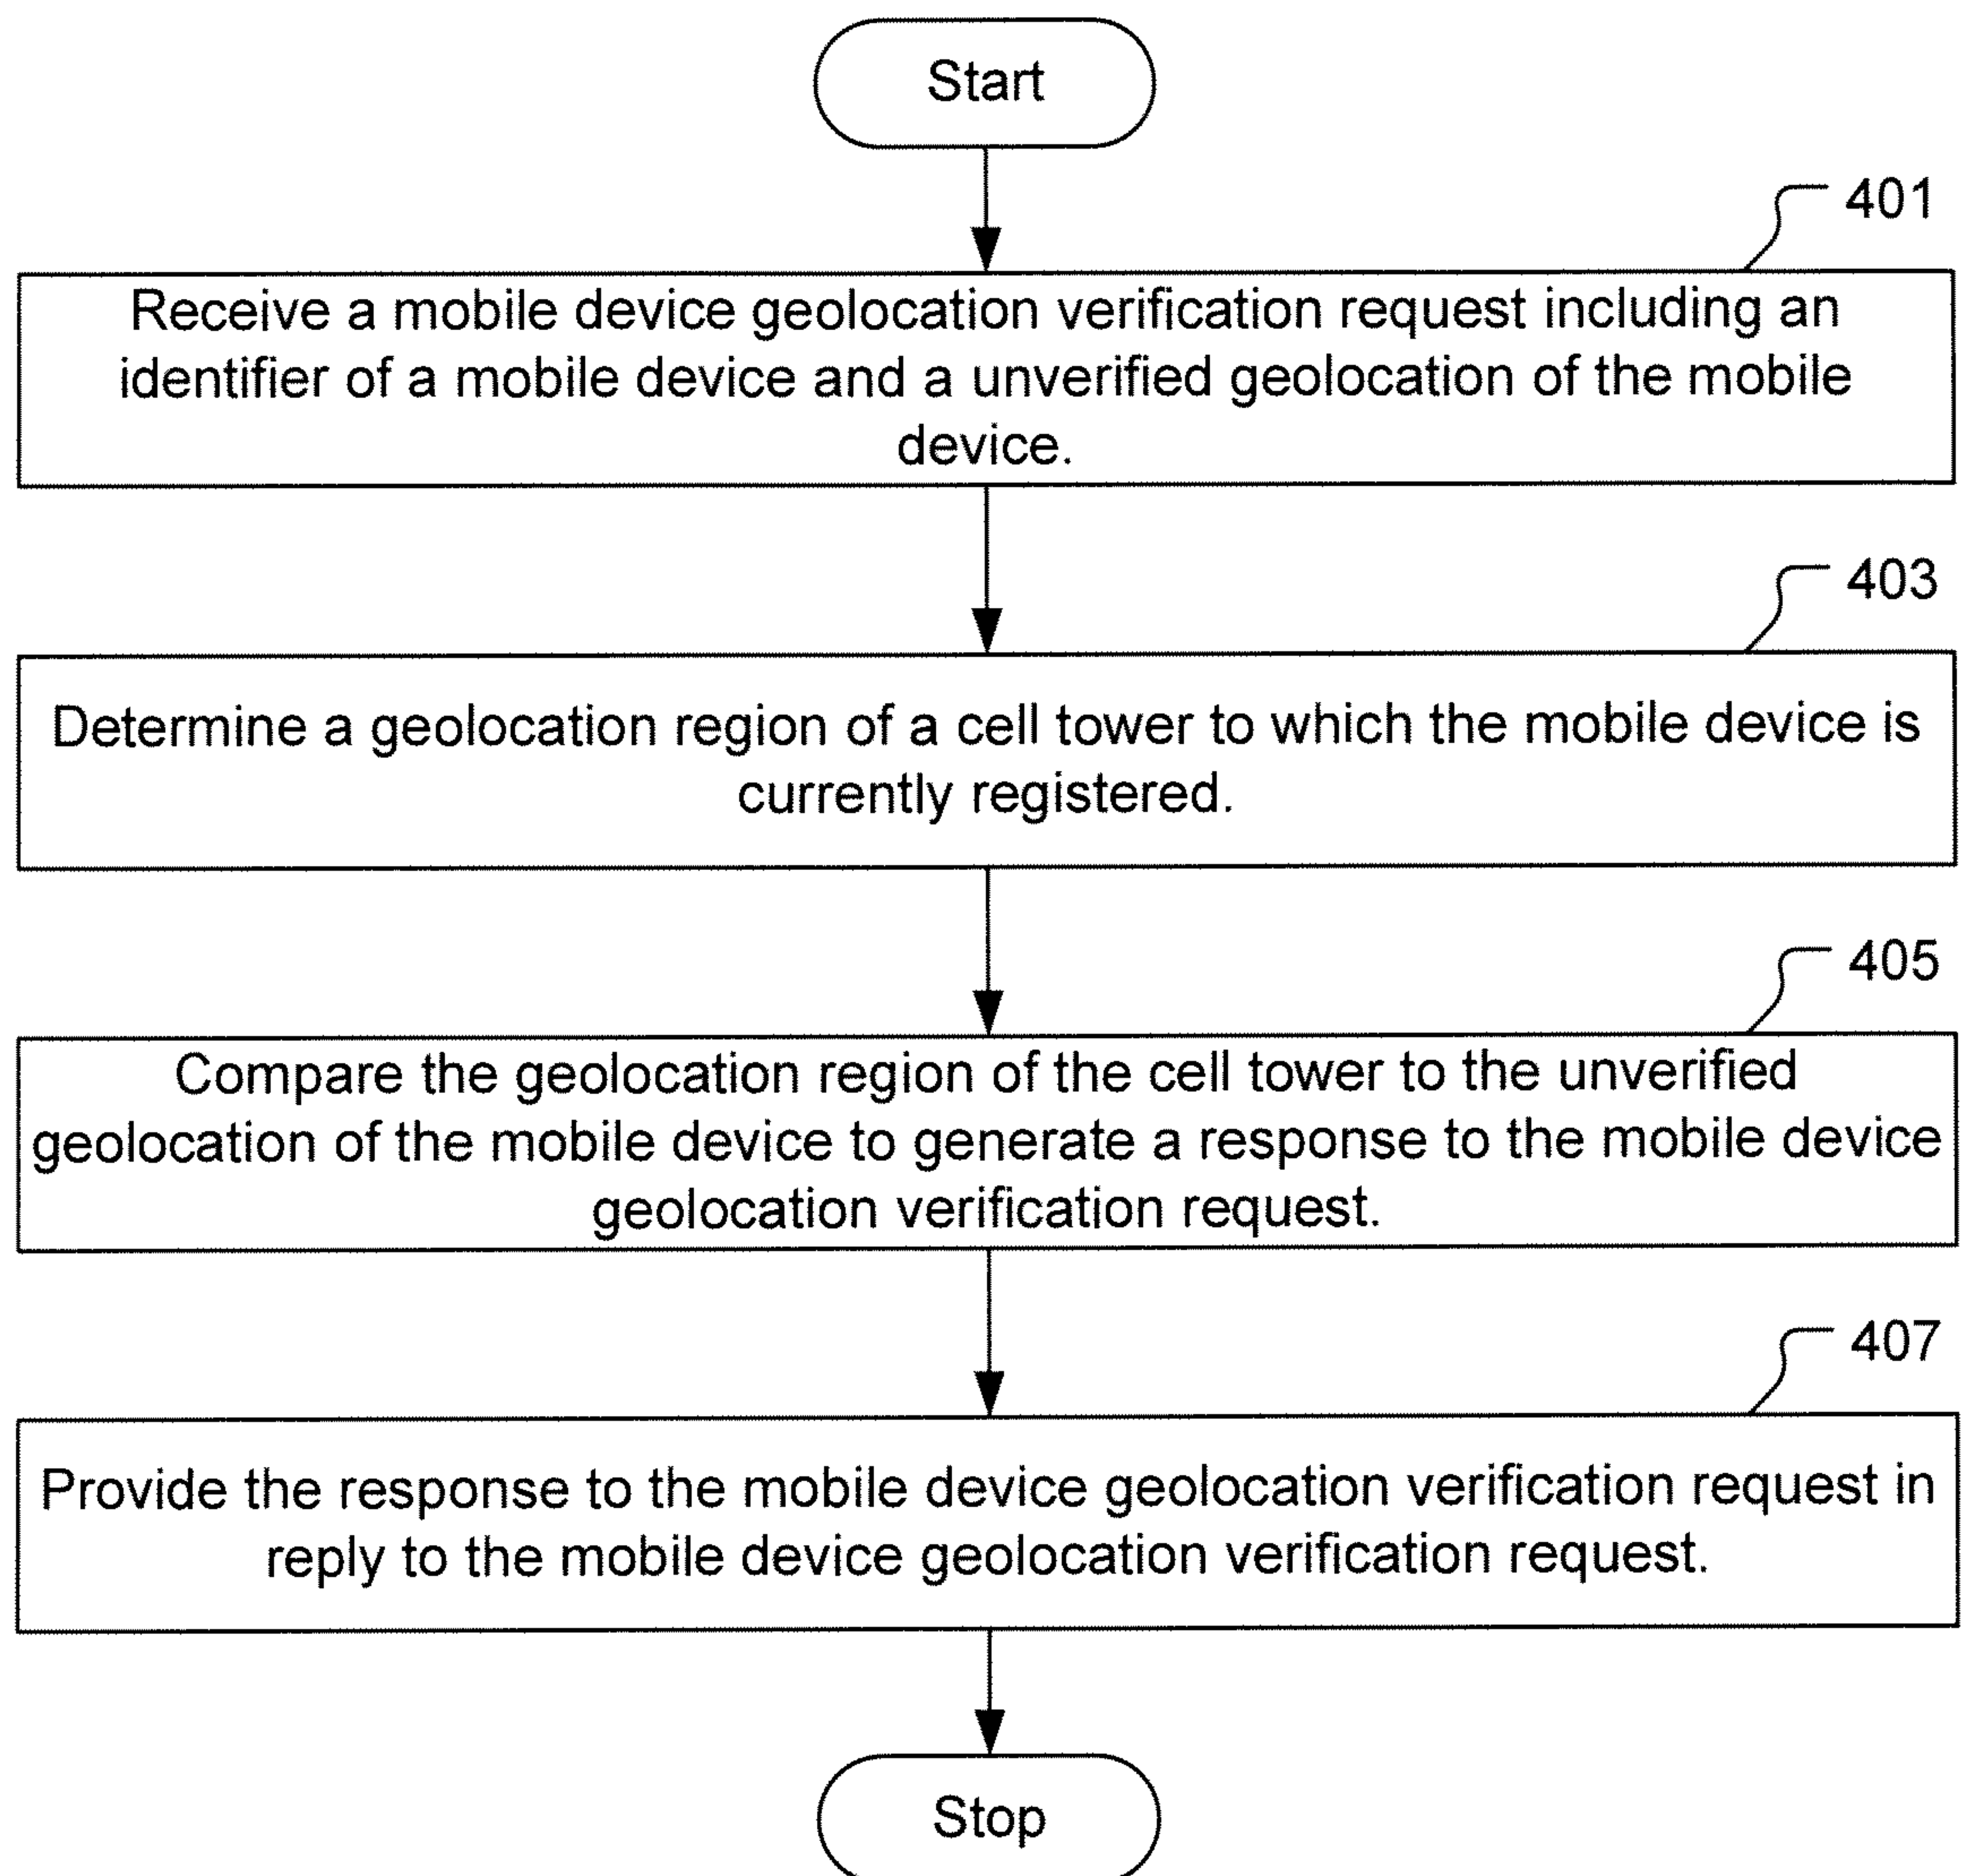 Start
401
Receive a mobile device geolocation verification request including an
identifier of a mobile device and a unverified geolocation of the mobile
device.
403
Determine a geolocation region of a cell tower to which the mobile device is
currently registered.
405
Compare the geolocation region of the cell tower to the unverified
geolocation of the mobile device to generate a response to the mobile device
geolocation verification request.
407
Provide the response to the mobile device geolocation verification request in
reply to the mobile device geolocation verification request.
Stop